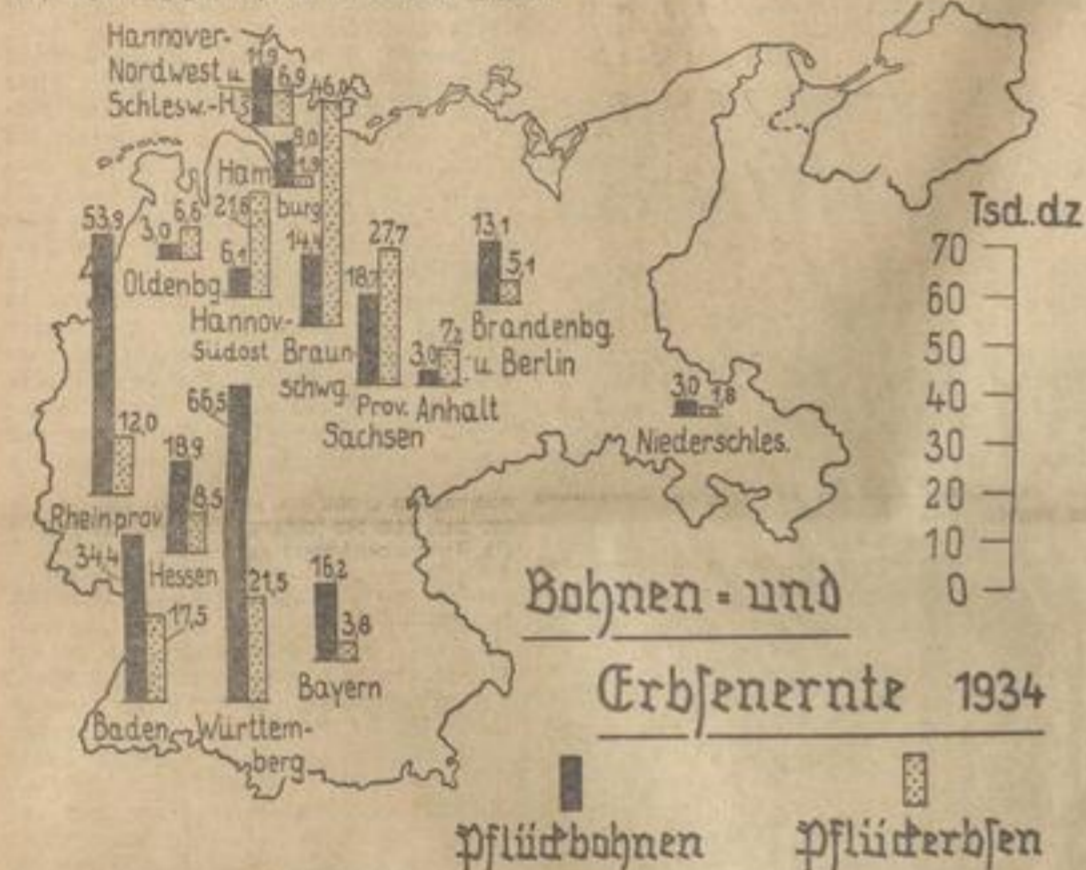 Hannover-
Nordwest u.
Schlesw.-H.
11,9
6,9
46,0
9,0
1,9
Ham
burg
53,9
3,0
6,6
21,6
6,1
14,4
27,7
18,7
13,1
5,1
Oldenbg.
Hannov.-
Südost
Braun-
schwg.
3,0
7,2
Brandenbg.
u. Berlin
Prov. Anhalt
Sachsen
3,0
1,8
Niederschles.
Tsd.dz
70
60
50
40
30
20
10
0
12,0
18,9
8,5
66,5
Rheinprov.
34,4
Hessen
17,5
21,5
16,2
3,8
Bayern
Baden
Württem-
berg
Bohnen- und
Erbsenernte 1934
Pflückbohnen
Pflückerbsen